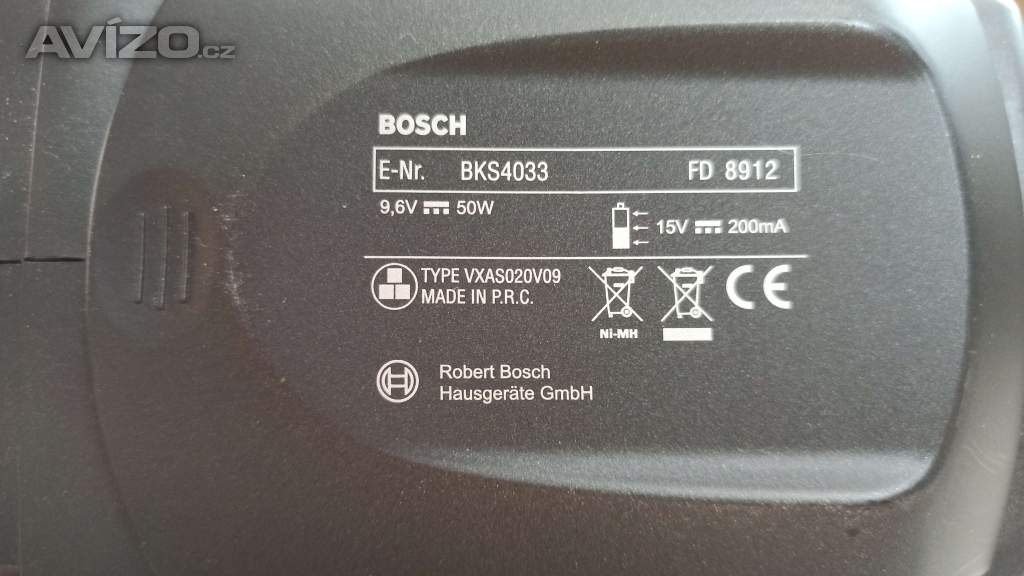 AVÍZO.cz
BOSCH
E-Nr. BKS4033 FD 8912
9,6V 50W
15V 200mA
TYPE VXAS020V09
MADE IN P.R.C.
Ni-MH
CE
Robert Bosch
Hausgeräte GmbH